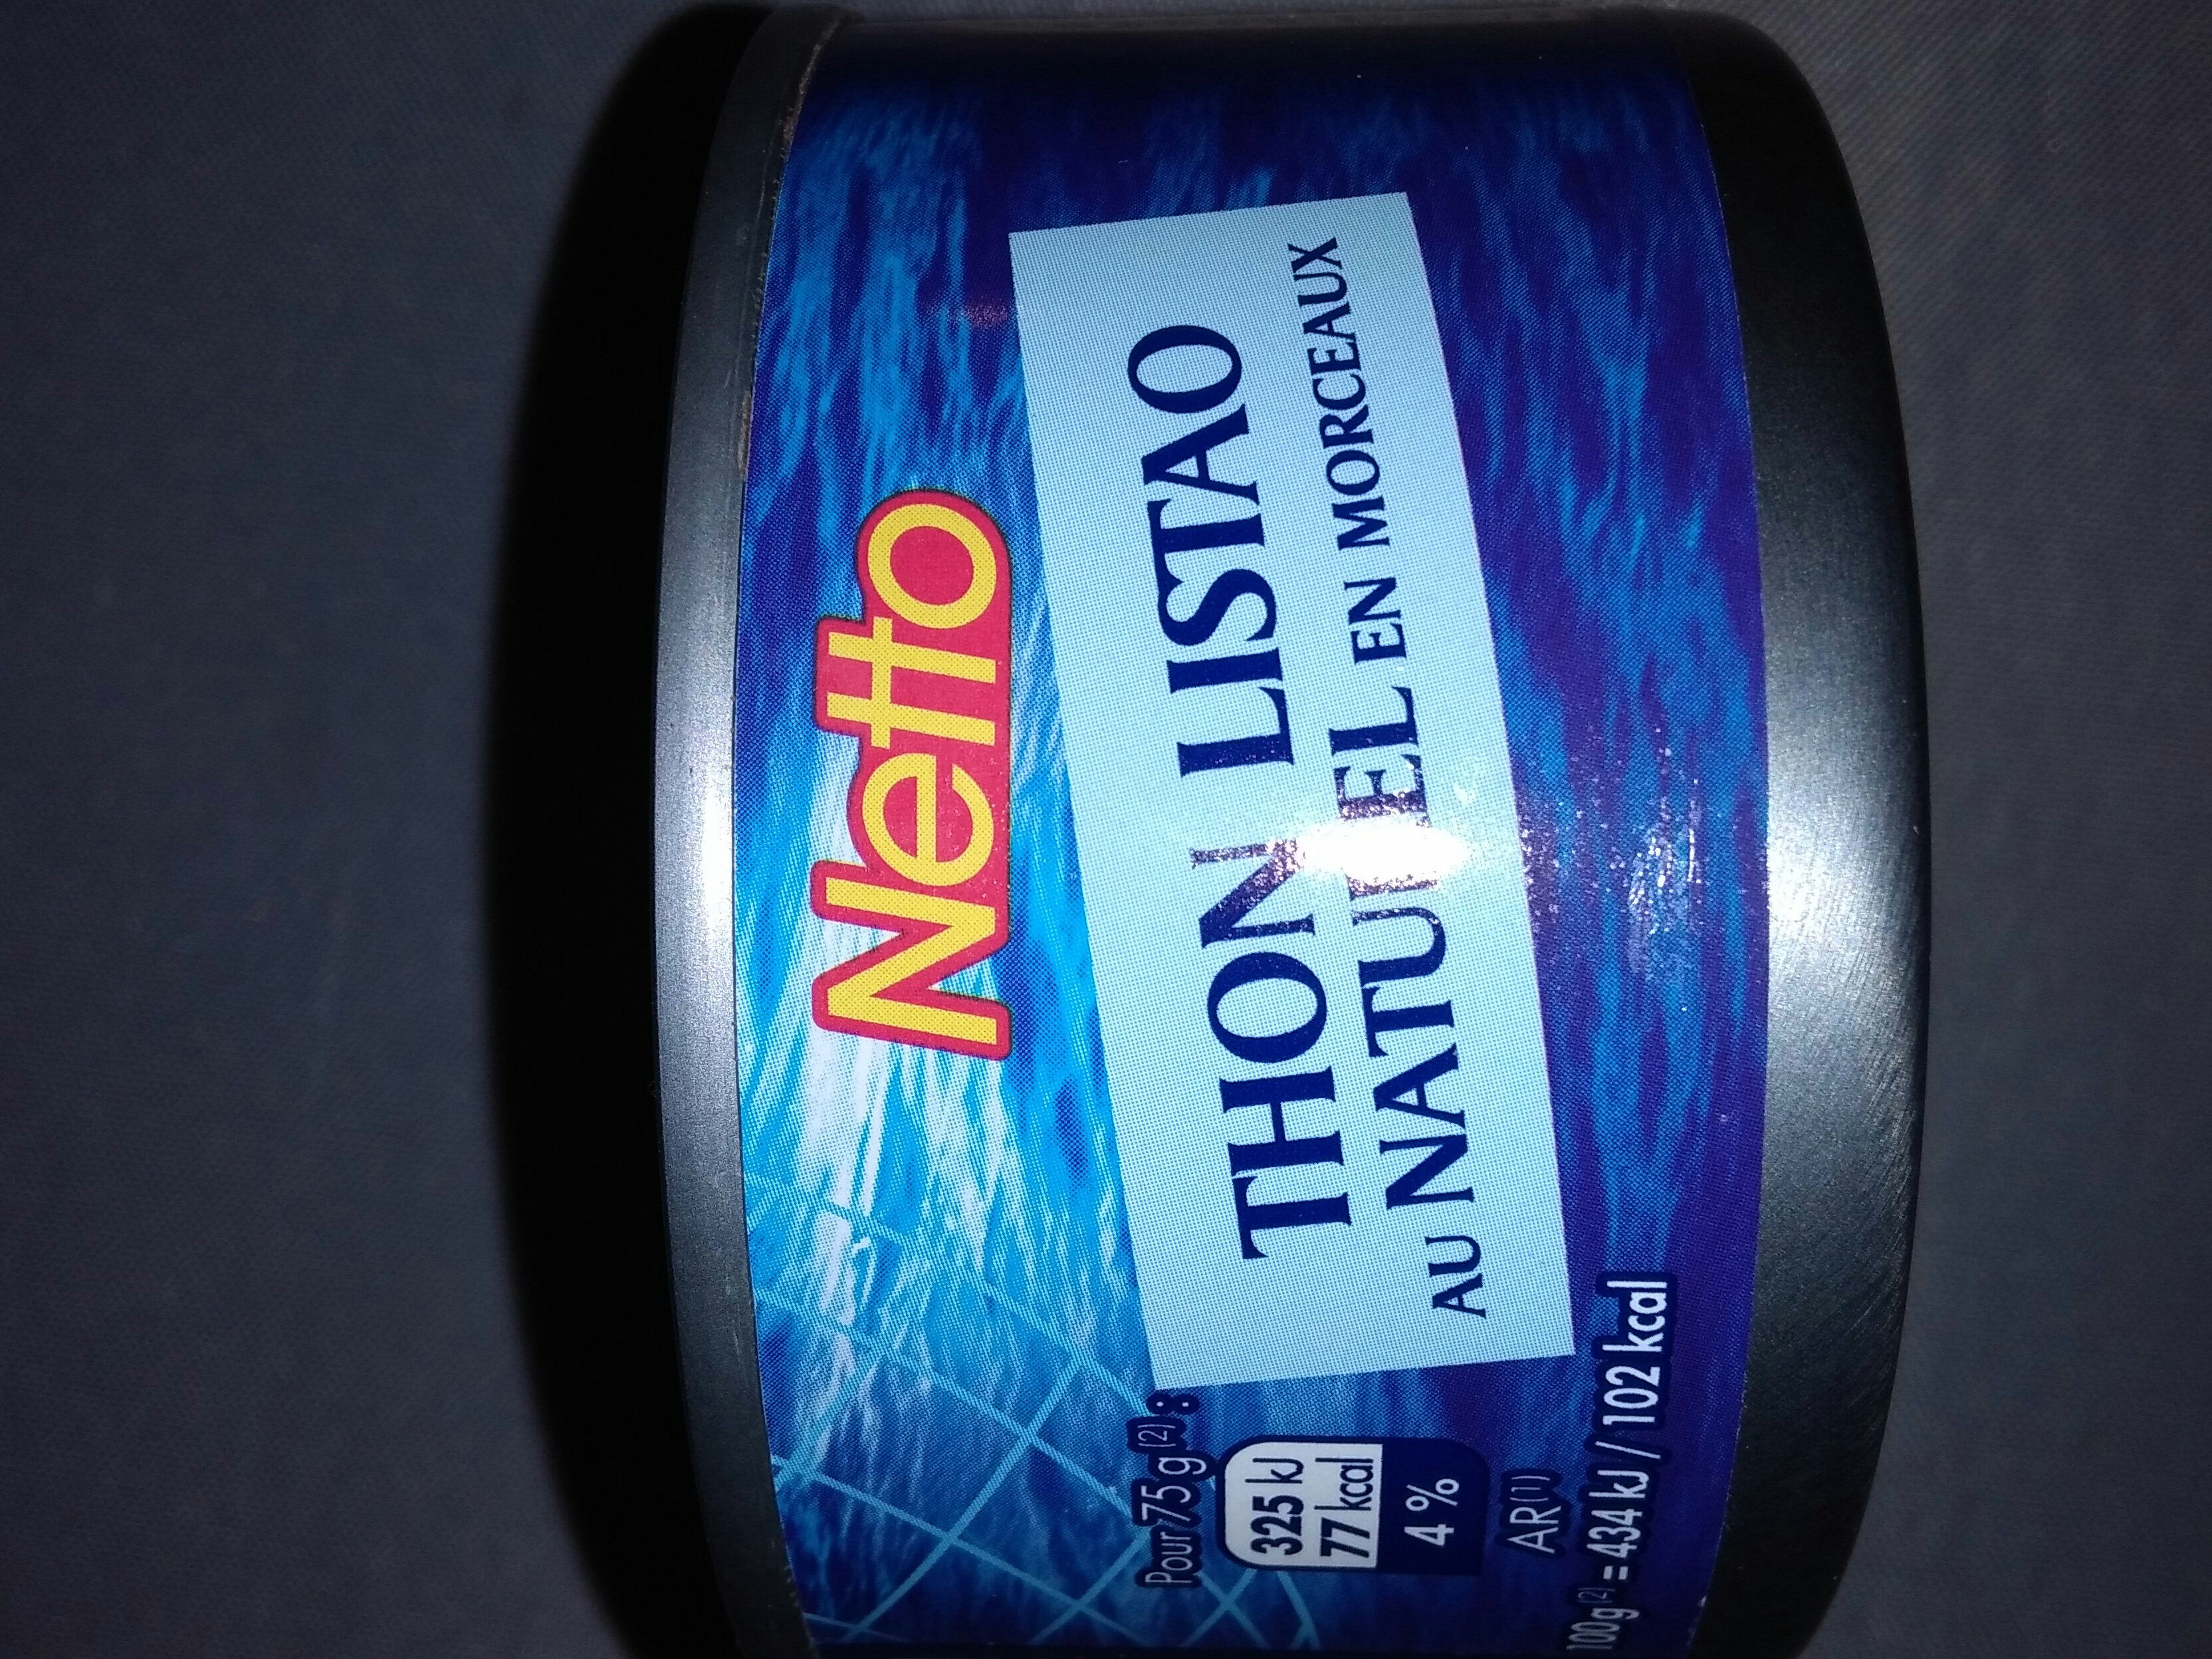 Netto
THON LISTAO
AU NATUREL EN MORCEAUX
Pour 75 g (2) :
325 kJ
77 kcal
4 %
AR(1)
100g (2) = 434 kJ / 102 kcal